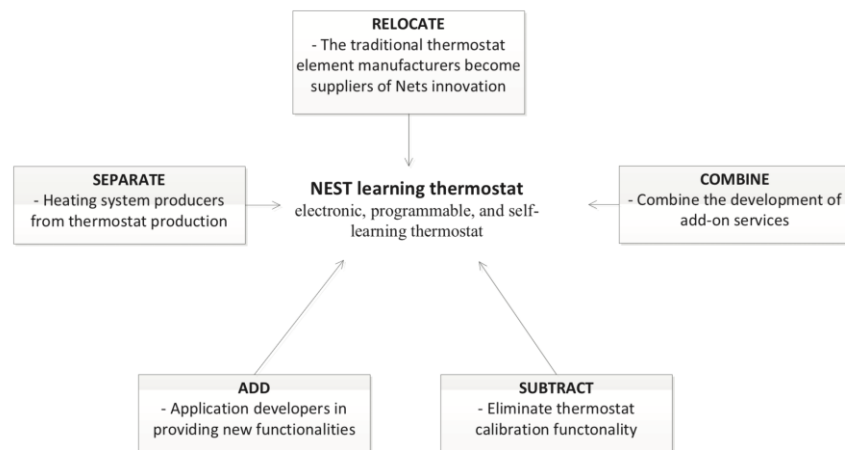 RELOCATE
- The traditional thermostat
element manufacturers become
suppliers of Nets innovation
SEPARATE
- Heating system producers
from thermostat production
NEST learning thermostat
electronic, programmable, and self-
learning thermostat
COMBINE
- Combine the development of
add-on services
ADD
- Application developers in
providing new functionalities
SUBTRACT
- Eliminate thermostat
calibration functonality